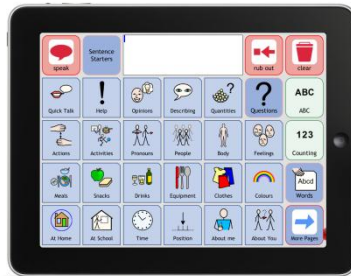 speak
Sentence
Starters
rub out
clear
Quick Talk
Help
Opinions
Describing
Quantities
Questions
ABC
ABC
Actions
Activities
Pronouns
People
Body
Feelings
123
Counting
Meals
Snacks
Drinks
Equipment
Clothes
Colours
Abcd
Words
At Home
At School
Time
Position
About me
About You
More Pages